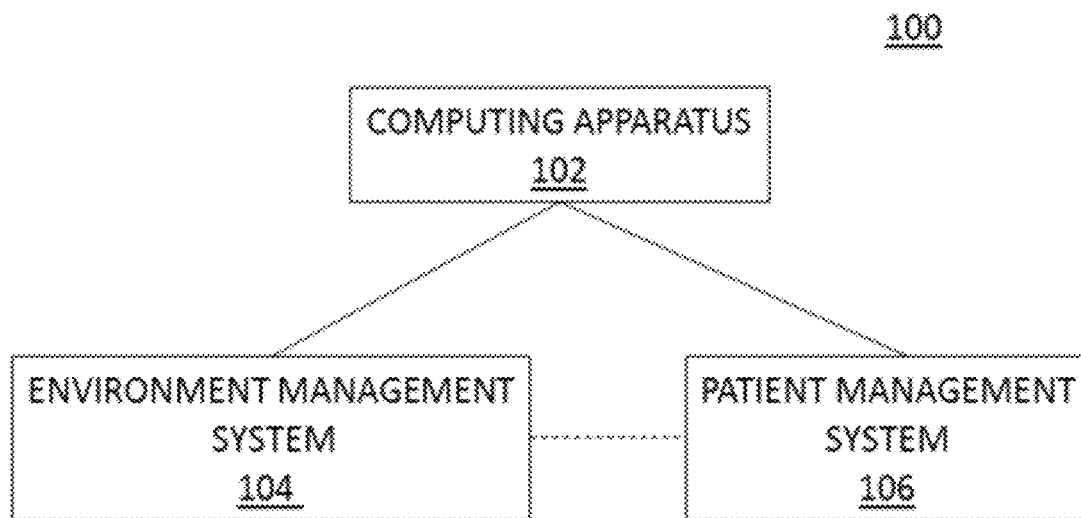 100
COMPUTING APPARATUS
102
ENVIRONMENT MANAGEMENT
SYSTEM
104
PATIENT MANAGEMENT
SYSTEM
106